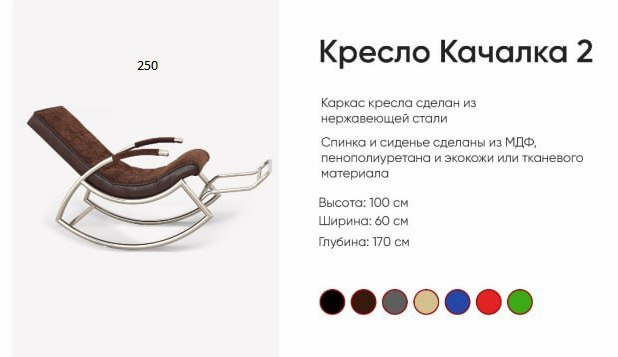 250
Кресло Качалка 2
Каркас кресла сделан из
нержавеющей стали
Спинка и сиденье сделаны из МДФ,
пенополиуретана и экокожи или тканевого
материала
Высота: 100 см
Ширина: 60 см
Глубина: 170 см